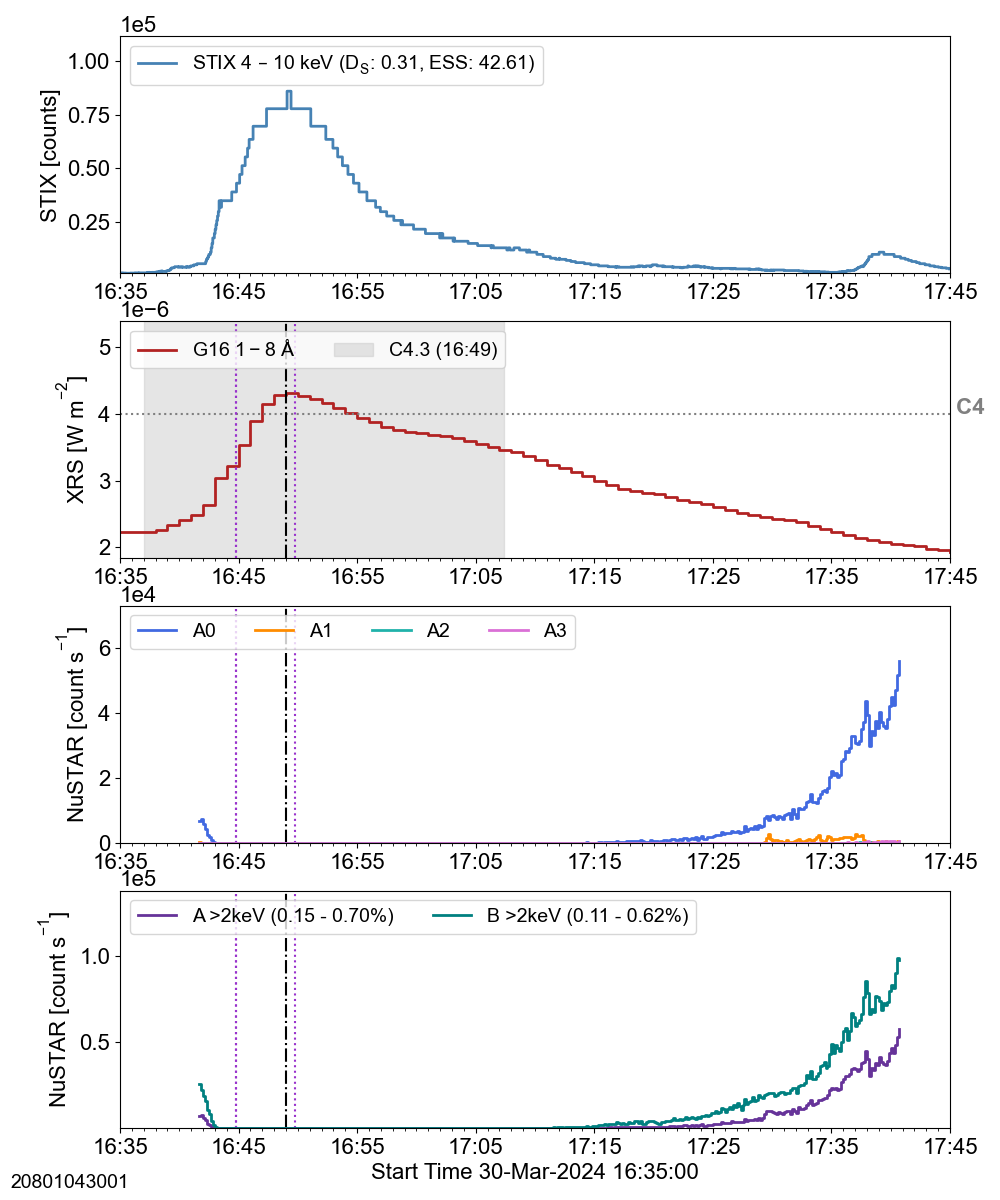 1e5
STIX 4 − 10 keV (DS: 0.31, ESS: 42.61)
STIX [counts]
1.00
0.75
0.50
0.25
16:35 16:45 16:55 17:05 17:15 17:25 17:35 17:45
1e−6
G16 1 − 8 Å C4.3 (16:49)
XRS [W m−2]
5
4
3
2
C4
16:35 16:45 16:55 17:05 17:15 17:25 17:35 17:45
1e4
A0 A1 A2 A3
NuSTAR [count s−1]
6
4
2
0
16:35 16:45 16:55 17:05 17:15 17:25 17:35 17:45
1e5
A >2keV (0.15 - 0.70%) B >2keV (0.11 - 0.62%)
NuSTAR [count s−1]
1.0
0.5
16:35 16:45 16:55 17:05 17:15 17:25 17:35 17:45
Start Time 30-Mar-2024 16:35:00
20801043001